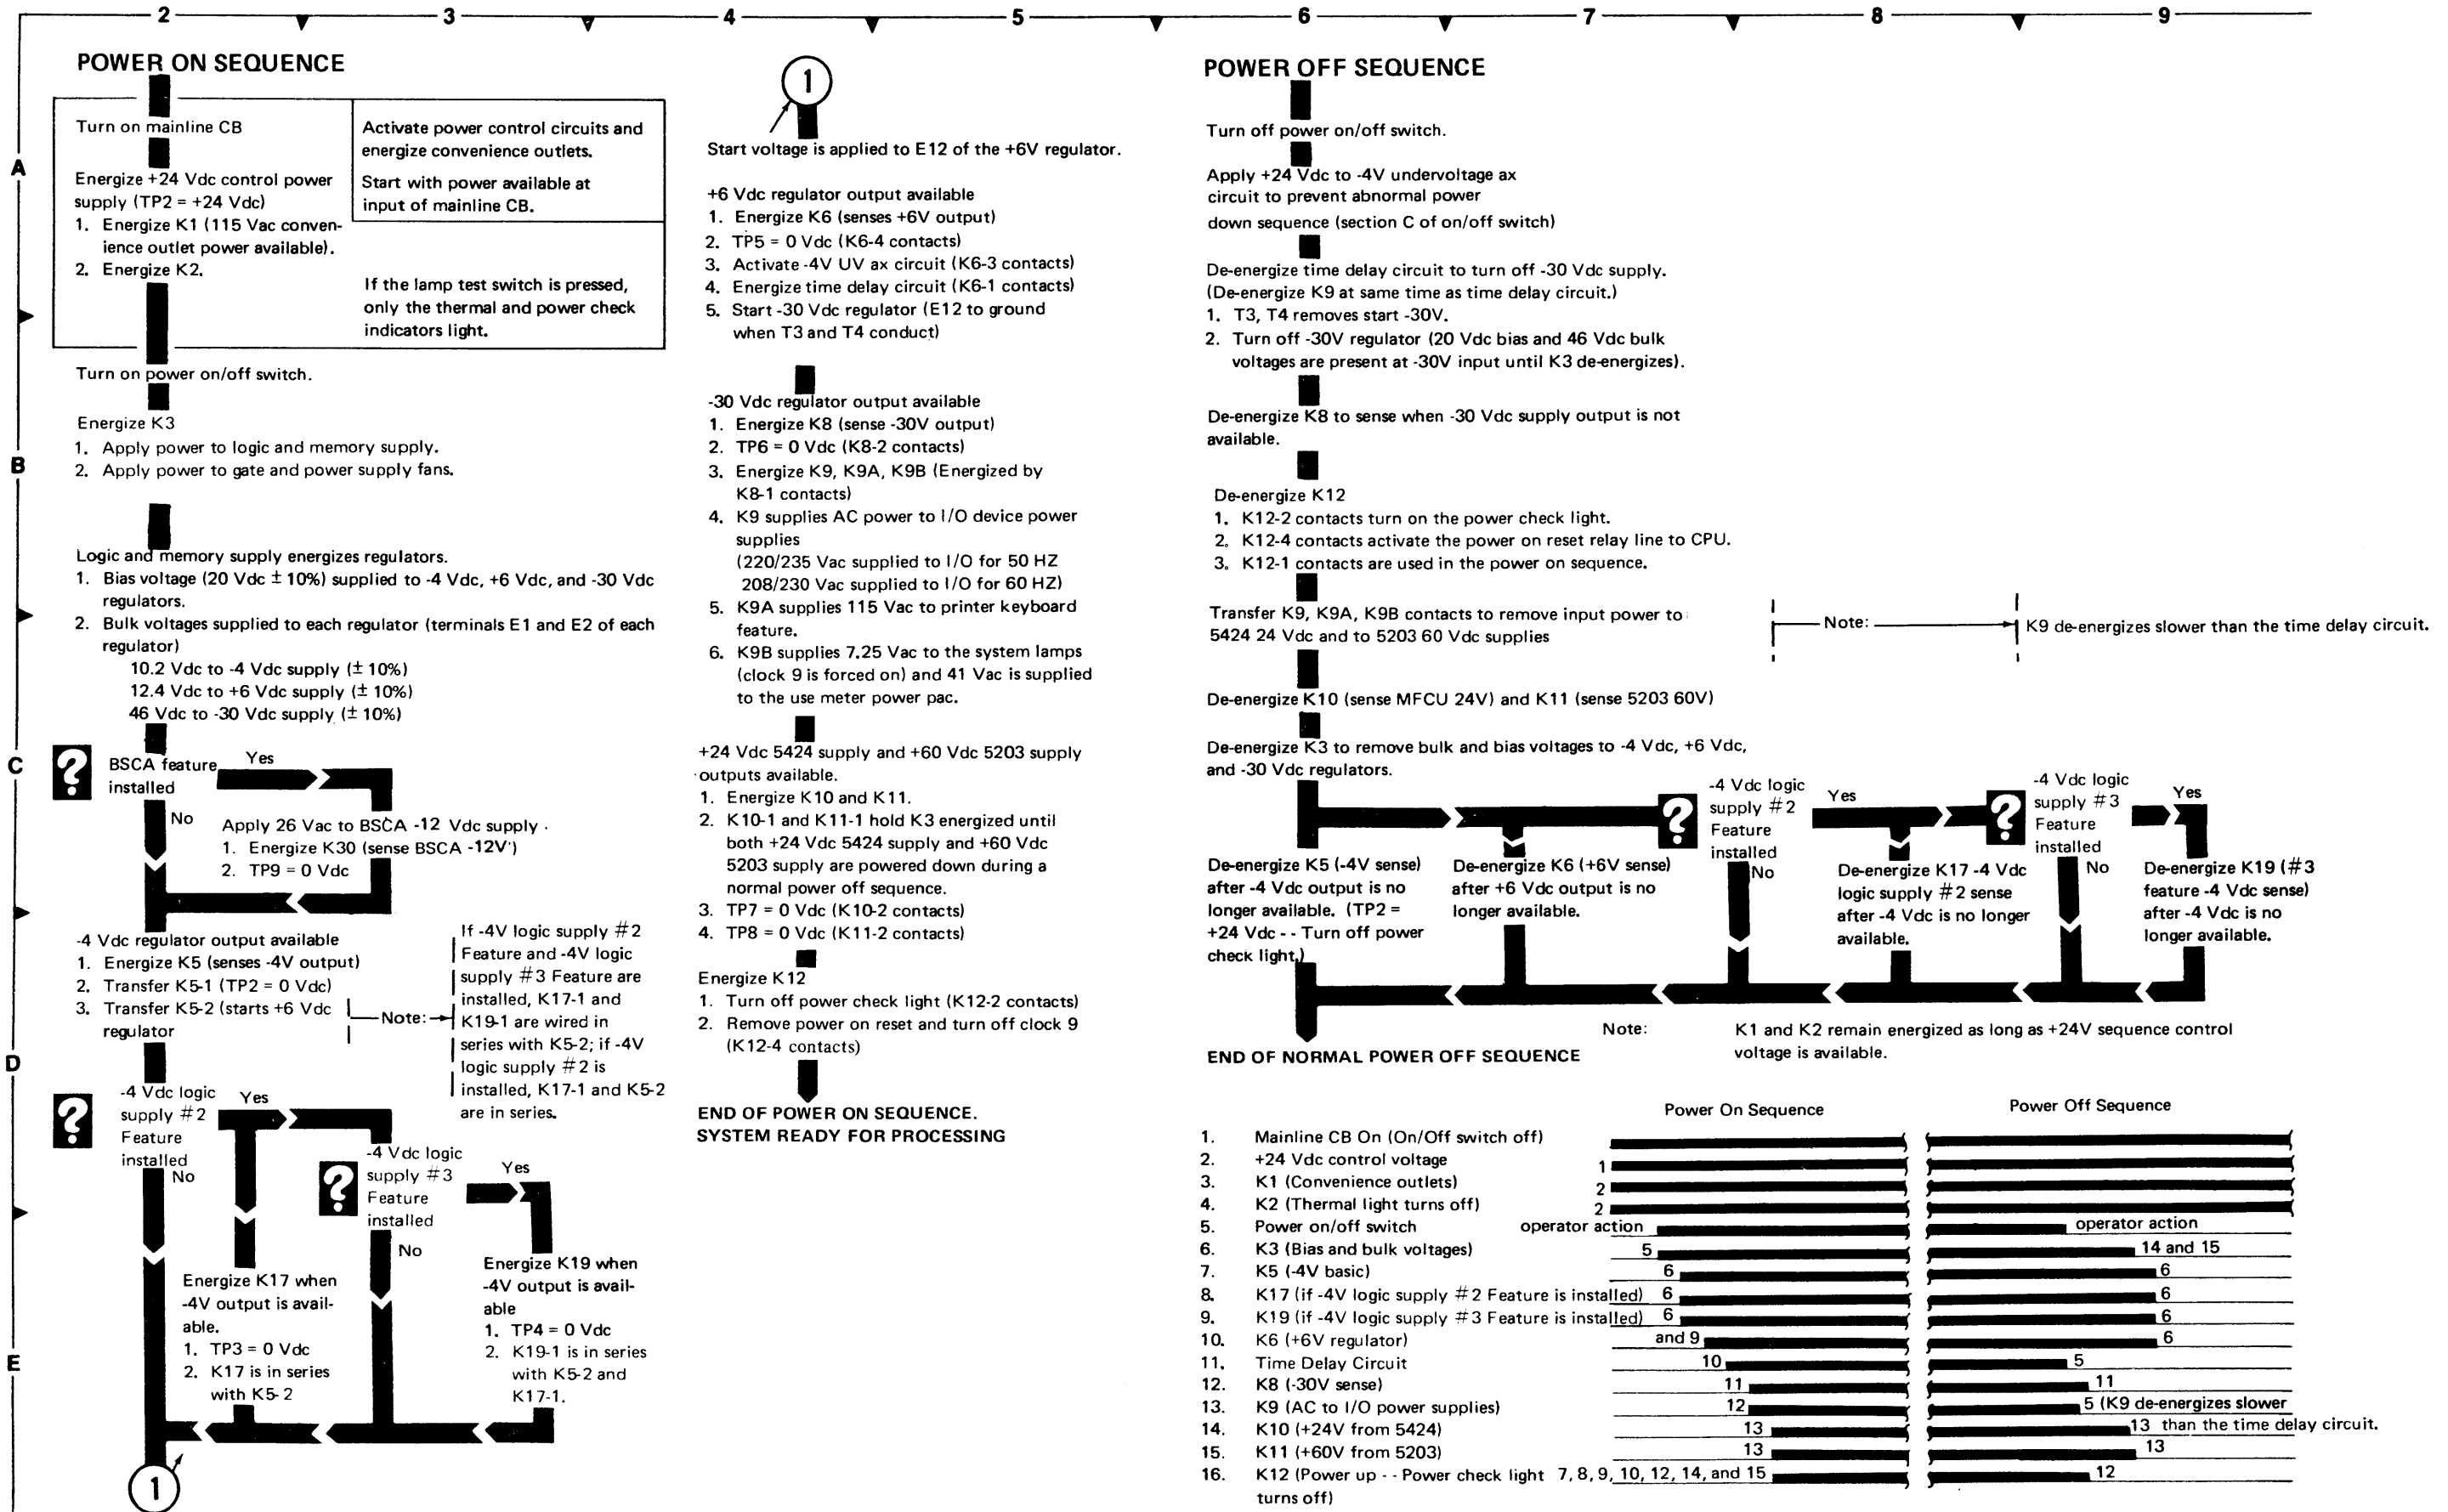 2 3 4 5 6 7 8 9
A
B
C
D
E
POWER ON SEQUENCE
Turn on mainline CB
Energize +24 Vdc control power
supply (TP2 = +24 Vdc)
1. Energize K1 (115 Vac conven-
ience outlet power available).
2. Energize K2.
Activate power control circuits and
energize convenience outlets.
Start with power available at
input of mainline CB.
If the lamp test switch is pressed,
only the thermal and power check
indicators light.
Turn on power on/off switch.
Energize K3
1. Apply power to logic and memory supply.
2. Apply power to gate and power supply fans.
Logic and memory supply energizes regulators.
1. Bias voltage (20 Vdc ± 10%) supplied to -4 Vdc, +6 Vdc, and -30 Vdc
regulators.
2. Bulk voltages supplied to each regulator (terminals E1 and E2 of each
regulator)
10.2 Vdc to -4 Vdc supply (± 10%)
12.4 Vdc to +6 Vdc supply (± 10%)
46 Vdc to -30 Vdc supply (± 10%)
?
BSCA feature
installed
Yes
No
Apply 26 Vac to BSCA -12 Vdc supply .
1. Energize K30 (sense BSCA -12V')
2. TP9 = 0 Vdc
-4 Vdc regulator output available
1. Energize K5 (senses -4V output)
2. Transfer K5-1 (TP2 = 0 Vdc)
3. Transfer K5-2 (starts +6 Vdc
regulator
Note:
If -4V logic supply #2
Feature and -4V logic
supply #3 Feature are
installed, K17-1 and
K19-1 are wired in
series with K5-2; if -4V
logic supply #2 is
installed, K17-1 and K5-2
are in series.
?
-4 Vdc logic
supply #2
Feature
installed
Yes
No
?
-4 Vdc logic
supply #3
Feature
installed
Yes
No
Energize K17 when
-4V output is avail-
able.
1. TP3 = 0 Vdc
2. K17 is in series
with K5-2
Energize K19 when
-4V output is avail-
able
1. TP4 = 0 Vdc
2. K19-1 is in series
with K5-2 and
K17-1.
1
1
Start voltage is applied to E12 of the +6V regulator.
+6 Vdc regulator output available
1. Energize K6 (senses +6V output)
2. TP5 = 0 Vdc (K6-4 contacts)
3. Activate -4V UV ax circuit (K6-3 contacts)
4. Energize time delay circuit (K6-1 contacts)
5. Start -30 Vdc regulator (E12 to ground
when T3 and T4 conduct)
-30 Vdc regulator output available
1. Energize K8 (sense -30V output)
2. TP6 = 0 Vdc (K8-2 contacts)
3. Energize K9, K9A, K9B (Energized by
K8-1 contacts)
4. K9 supplies AC power to I/O device power
supplies
(220/235 Vac supplied to I/O for 50 HZ
208/230 Vac supplied to I/O for 60 HZ)
5. K9A supplies 115 Vac to printer keyboard
feature.
6. K9B supplies 7.25 Vac to the system lamps
(clock 9 is forced on) and 41 Vac is supplied
to the use meter power pac.
+24 Vdc 5424 supply and +60 Vdc 5203 supply
outputs available.
1. Energize K10 and K11.
2. K10-1 and K11-1 hold K3 energized until
both +24 Vdc 5424 supply and +60 Vdc
5203 supply are powered down during a
normal power off sequence.
3. TP7 = 0 Vdc (K10-2 contacts)
4. TP8 = 0 Vdc (K11-2 contacts)
Energize K12
1. Turn off power check light (K12-2 contacts)
2. Remove power on reset and turn off clock 9
(K12-4 contacts)
END OF POWER ON SEQUENCE.
SYSTEM READY FOR PROCESSING
POWER OFF SEQUENCE
Turn off power on/off switch.
Apply +24 Vdc to -4V undervoltage ax
circuit to prevent abnormal power
down sequence (section C of on/off switch)
De-energize time delay circuit to turn off -30 Vdc supply.
(De-energize K9 at same time as time delay circuit.)
1. T3, T4 removes start -30V.
2. Turn off -30V regulator (20 Vdc bias and 46 Vdc bulk
voltages are present at -30V input until K3 de-energizes).
De-energize K8 to sense when -30 Vdc supply output is not
available.
De-energize K12
1. K12-2 contacts turn on the power check light.
2. K12-4 contacts activate the power on reset relay line to CPU.
3. K12-1 contacts are used in the power on sequence.
Transfer K9, K9A, K9B contacts to remove input power to
5424 24 Vdc and to 5203 60 Vdc supplies
Note:
K9 de-energizes slower than the time delay circuit.
De-energize K10 (sense MFCU 24V) and K11 (sense 5203 60V)
De-energize K3 to remove bulk and bias voltages to -4 Vdc, +6 Vdc,
and -30 Vdc regulators.
De-energize K5 (-4V sense)
after -4 Vdc output is no
longer available. (TP2 =
+24 Vdc - - Turn off power
check light.)
De-energize K6 (+6V sense)
after +6 Vdc output is no
longer available.
?
-4 Vdc logic
supply #2
Feature
installed
Yes
No
De-energize K17 -4 Vdc
logic supply #2 sense
after -4 Vdc is no longer
available.
?
-4 Vdc logic
supply #3
Feature
installed
Yes
No
De-energize K19 (#3
feature -4 Vdc sense)
after -4 Vdc is no
longer available.
Note: K1 and K2 remain energized as long as +24V sequence control
voltage is available.
END OF NORMAL POWER OFF SEQUENCE
Power On Sequence Power Off Sequence
1. Mainline CB On (On/Off switch off)
2. +24 Vdc control voltage 1
3. K1 (Convenience outlets) 2
4. K2 (Thermal light turns off) 2
5. Power on/off switch operator action operator action
6. K3 (Bias and bulk voltages) 5 14 and 15
7. K5 (-4V basic) 6 6
8. K17 (if -4V logic supply #2 Feature is installed) 6 6
9. K19 (if -4V logic supply #3 Feature is installed) 6 6
10. K6 (+6V regulator) and 9 6
11. Time Delay Circuit 10 5
12. K8 (-30V sense) 11 11
13. K9 (AC to I/O power supplies) 12 5 (K9 de-energizes slower
14. K10 (+24V from 5424) 13 13 than the time delay circuit.
15. K11 (+60V from 5203) 13 13
16. K12 (Power up - - Power check light 7, 8, 9, 10, 12, 14, and 15 12
turns off)